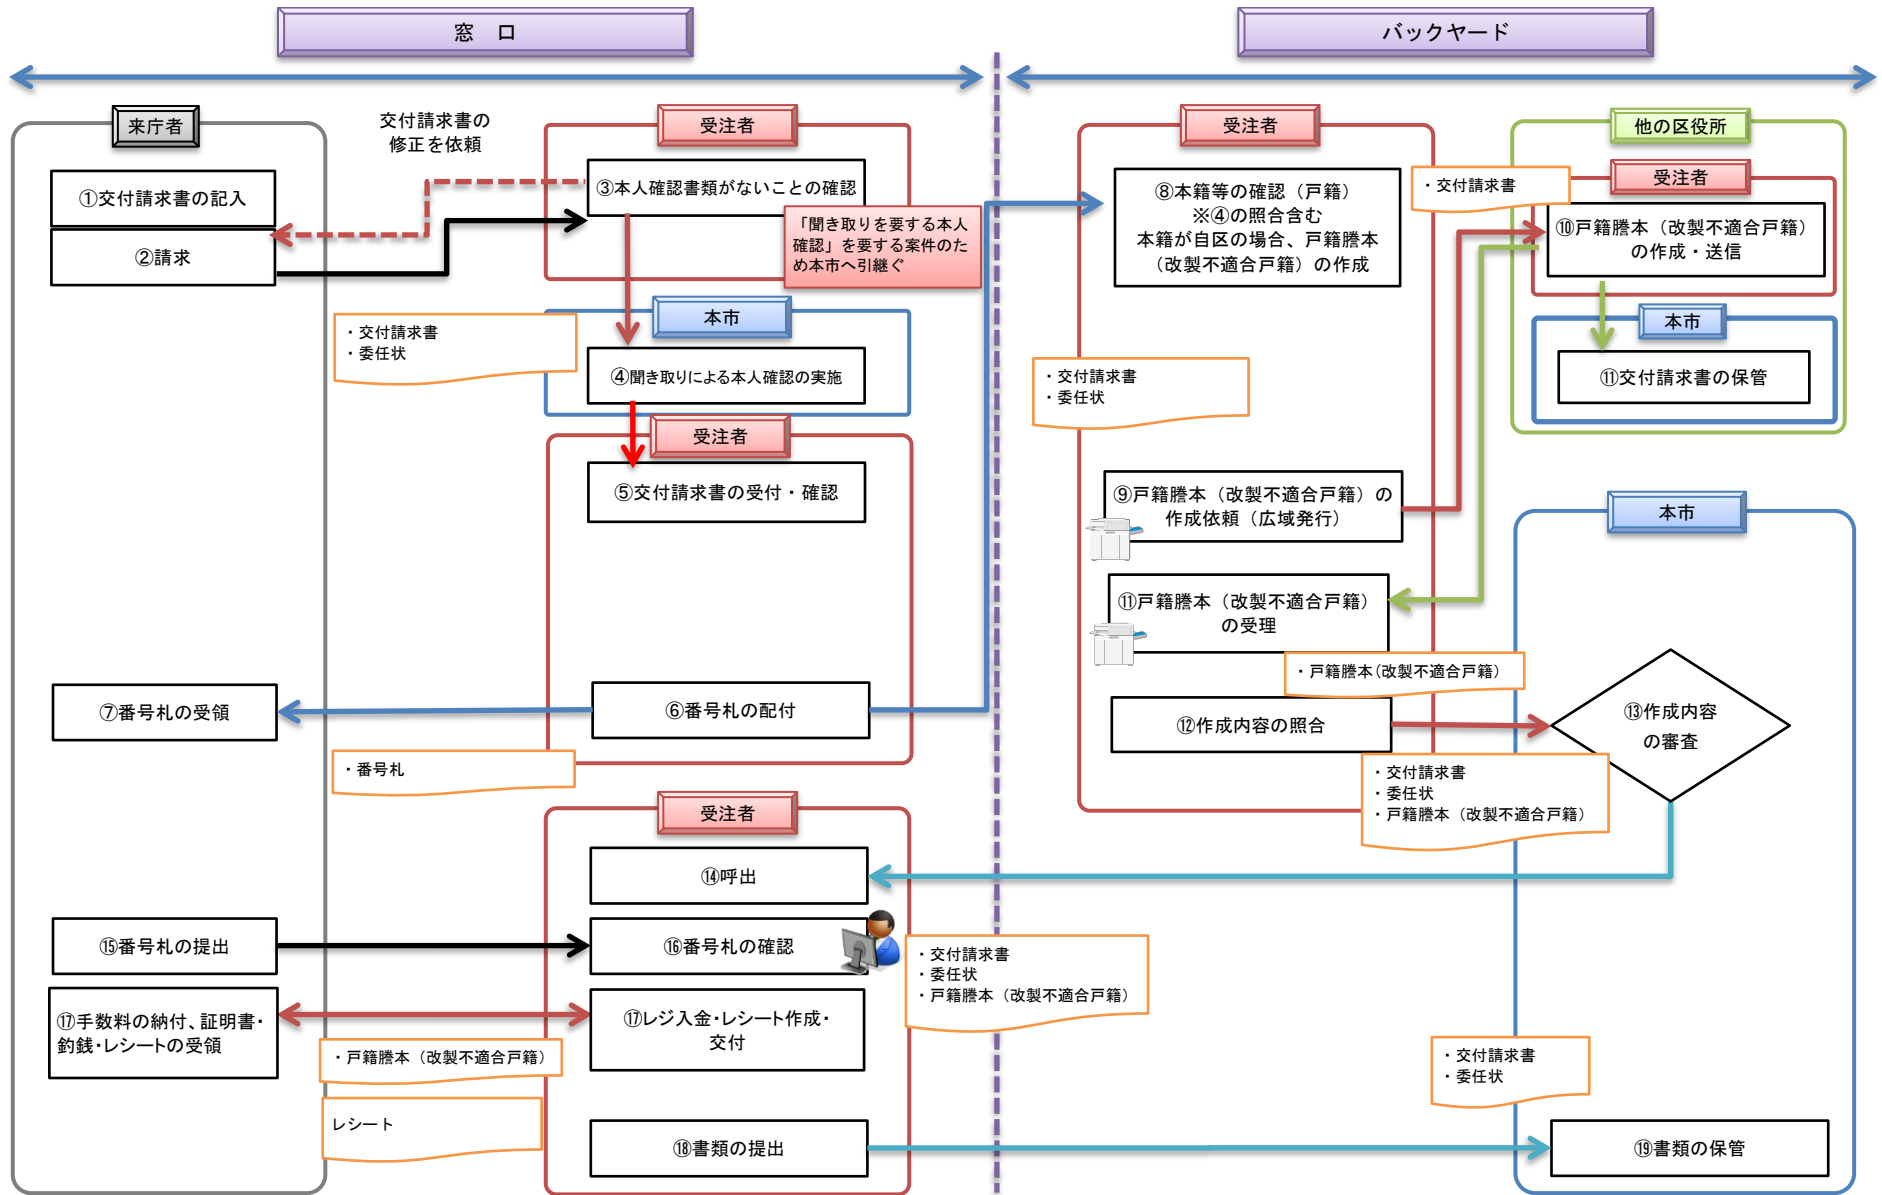 窓　口
バックヤード
来庁者
交付請求書の
修正を依頼
①交付請求書の記入
②請求
受注者
③本人確認書類がないことの確認
「聞き取りを要する本人
確認」を要する案件のた
め本市へ引継ぐ
・交付請求書
・委任状
本市
④聞き取りによる本人確認の実施
受注者
⑤交付請求書の受付・確認
⑦番号札の受領
⑥番号札の配付
・番号札
受注者
⑧本籍等の確認（戸籍）
※④の照合含む
本籍が自区の場合、戸籍謄本
（改製不適合戸籍）の作成
・交付請求書
・委任状
・交付請求書
他の区役所
受注者
⑩戸籍謄本（改製不適合戸籍）
の作成・送信
本市
⑪交付請求書の保管
⑨戸籍謄本（改製不適合戸籍）の
作成依頼（広域発行）
⑪戸籍謄本（改製不適合戸籍）
の受理
・戸籍謄本(改製不適合戸籍)
⑫作成内容の照合
本市
⑬作成内容
の審査
・交付請求書
・委任状
・戸籍謄本（改製不適合戸籍）
受注者
⑭呼出
⑮番号札の提出
⑯番号札の確認
・交付請求書
・委任状
・戸籍謄本（改製不適合戸籍）
⑰手数料の納付、証明書・
釣銭・レシートの受領
⑰レジ入金・レシート作成・
交付
・戸籍謄本（改製不適合戸籍）
レシート
⑱書類の提出
・交付請求書
・委任状
⑲書類の保管